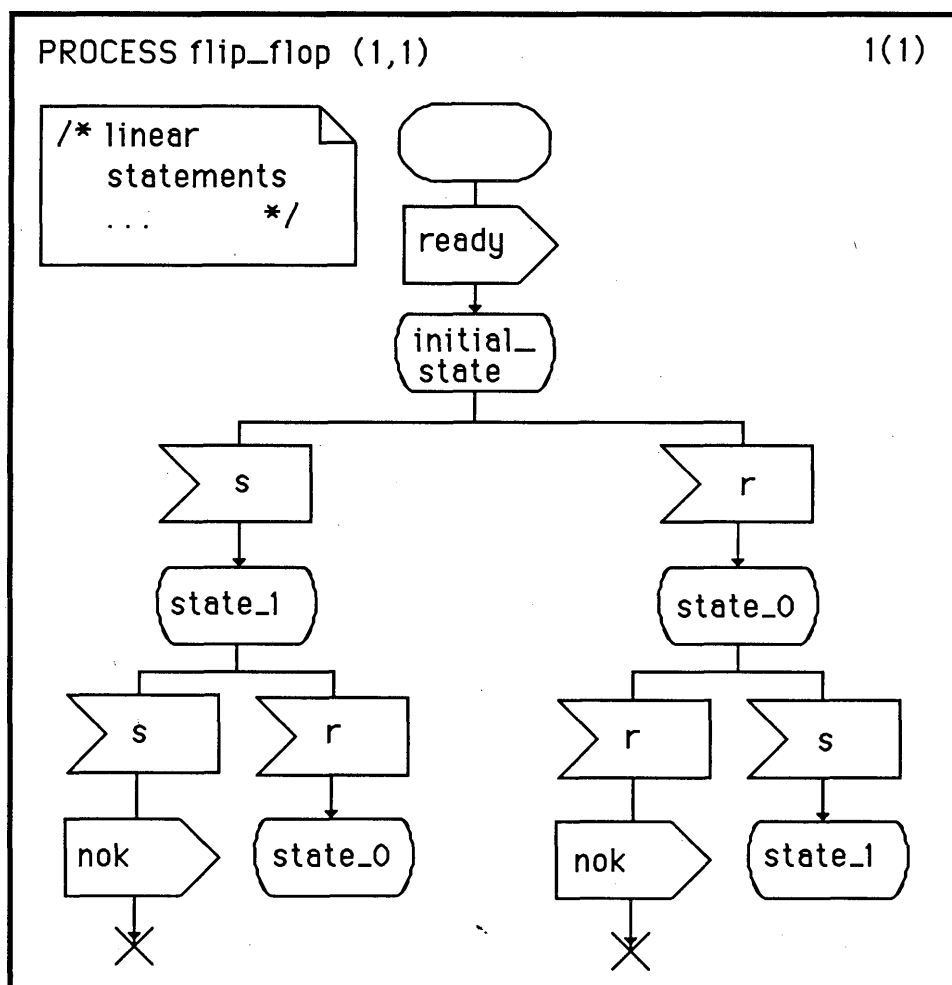 PROCESS flip_flop (1,1)
1(1)
/* linear
statements
... */
ready
initial_
state
s
r
state_1
state_0
s
r
r
s
nok
state_0
nok
state_1